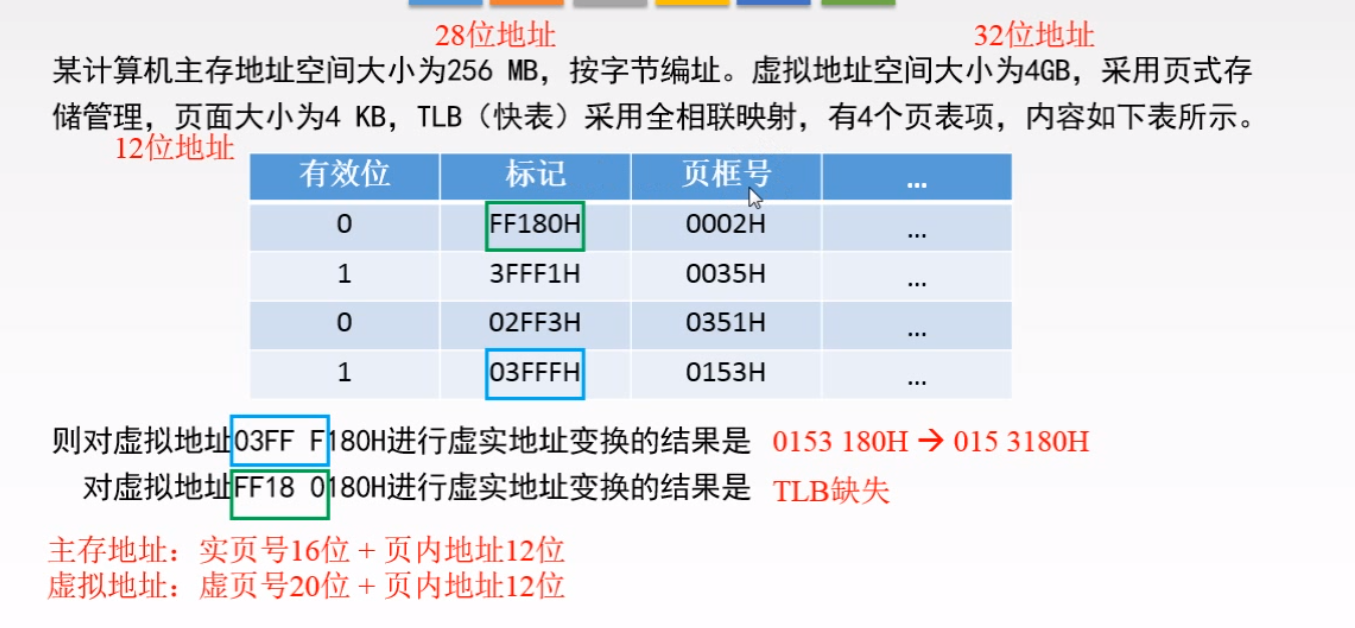 28位地址 32位地址
某计算机主存地址空间大小为256 MB，按字节编址。虚拟地址空间大小为4GB，采用页式存
储管理，页面大小为4 KB，TLB（快表）采用全相联映射，有4个页表项，内容如下表所示。
12位地址
有效位 标记 页框号 …
0 FF180H 0002H …
1 3FFF1H 0035H …
0 02FF3H 0351H …
1 03FFFH 0153H …
则对虚拟地址03FF F180H进行虚实地址变换的结果是 0153 180H → 015 3180H
对虚拟地址FF18 0180H进行虚实地址变换的结果是 TLB缺失
主存地址：实页号16位 + 页内地址12位
虚拟地址：虚页号20位 + 页内地址12位